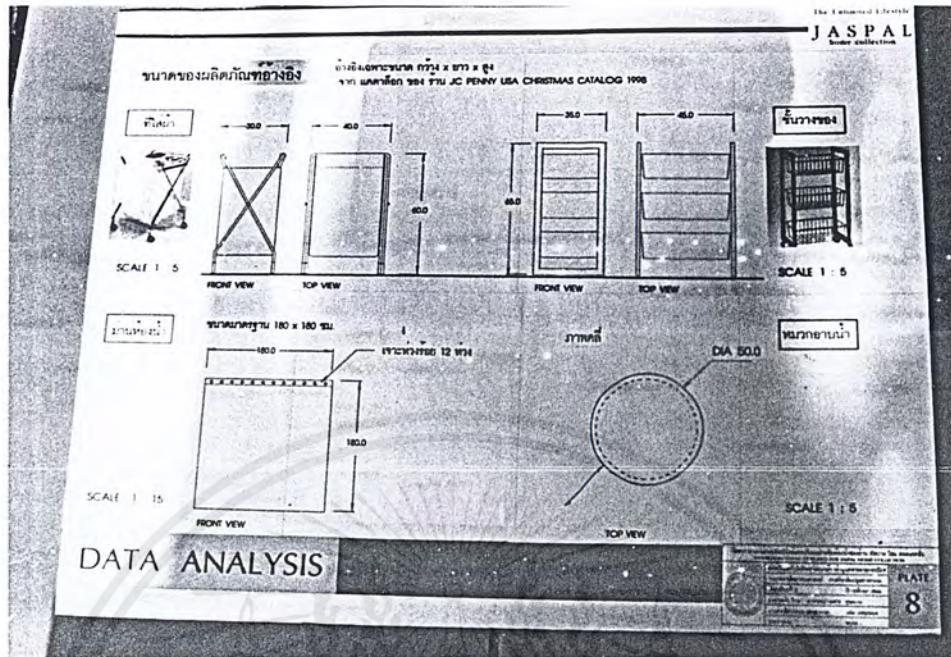 The Enhanced Lifestyle
JASPAL
home collection
ขนาดของผลิตภัณฑ์อ้างอิง
อ้างอิงเฉพาะขนาด กว้าง x ยาว x สูง
จาก แคตาล็อก ของ ร้าน JC PENNY USA CHRISTMAS CATALOG 1998
ที่ใส่ผ้า
30.0
40.0
60.0
SCALE 1 : 5
FRONT VIEW
TOP VIEW
35.0
45.0
65.0
FRONT VIEW
TOP VIEW
ชั้นวางของ
SCALE 1 : 5
ม่านห้องน้ำ
ขนาดมาตรฐาน 180 x 180 ซม.
180.0
เจาะห่วงร้อย 12 ห่วง
180.0
SCALE 1 : 15
FRONT VIEW
ภาพคลี่
DIA 50.0
หมวกอาบน้ำ
SCALE 1 : 5
TOP VIEW
DATA ANALYSIS
PLATE
8